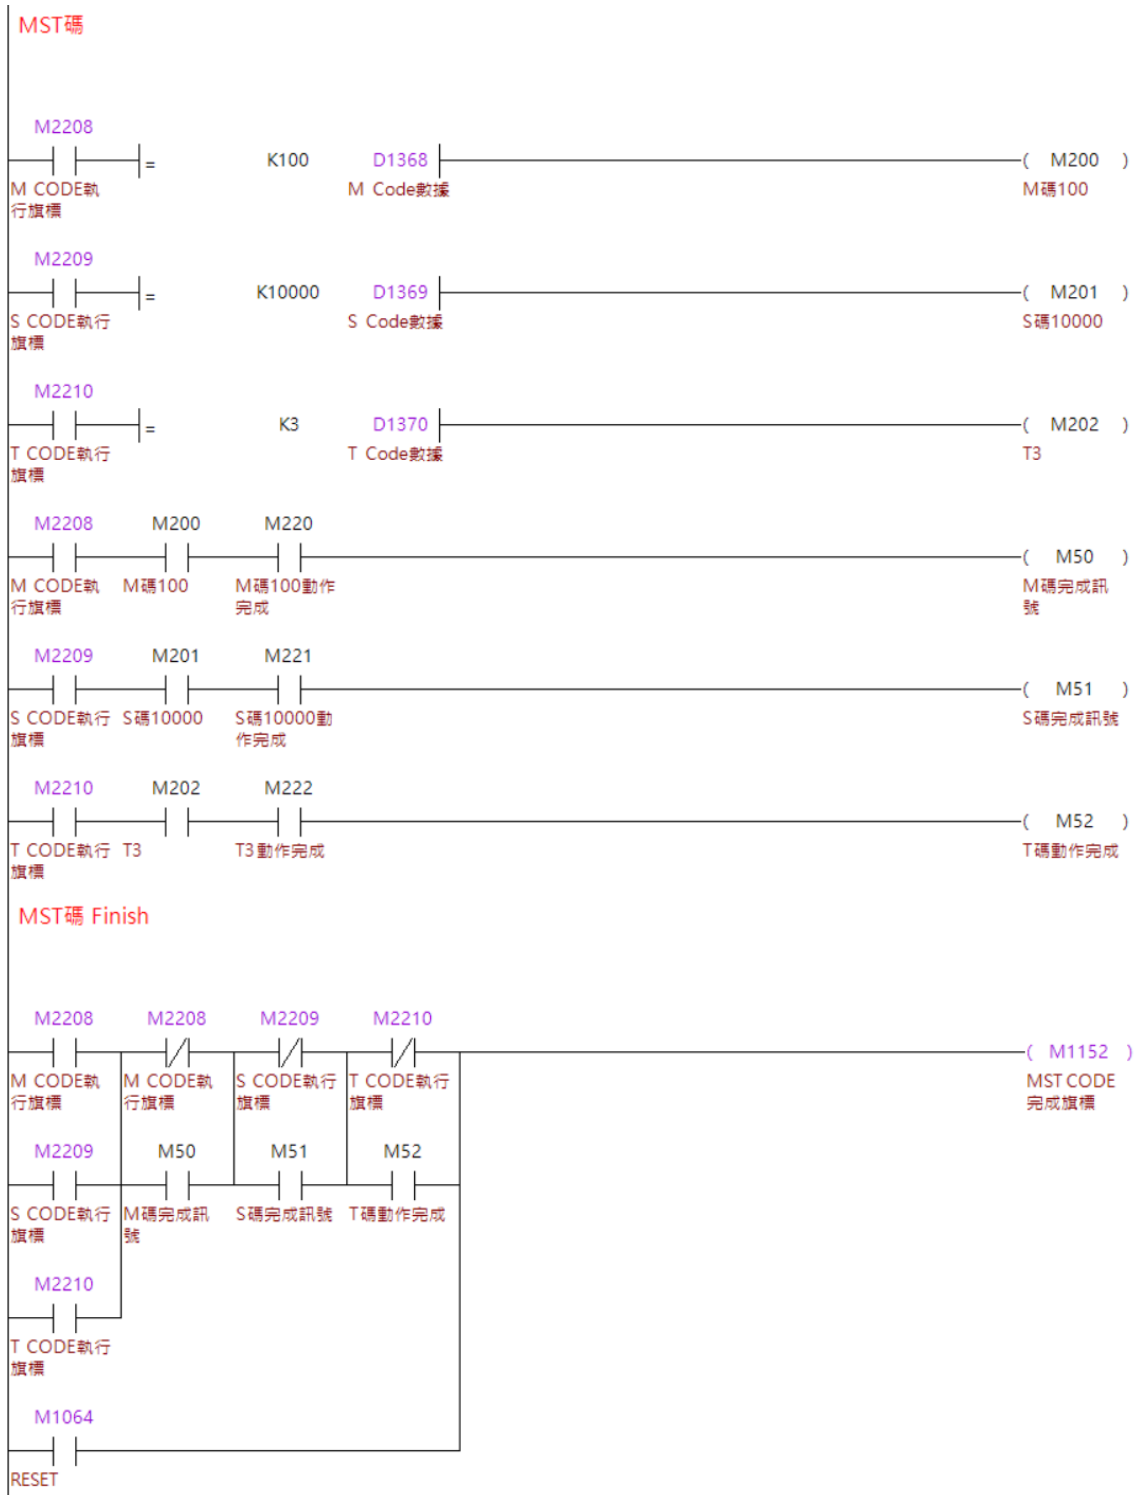 MST碼
M2208
= K100 D1368 ( M200 )
M CODE執 M Code數據 M碼100
行旗標
M2209
= K10000 D1369 ( M201 )
S CODE執行 S Code數據 S碼10000
旗標
M2210
= K3 D1370 ( M202 )
T CODE執行 T Code數據 T3
旗標
M2208 M200 M220
( M50 )
M CODE執 M碼100 M碼100動作 M碼完成訊
行旗標 完成 號
M2209 M201 M221
( M51 )
S CODE執行 S碼10000 S碼10000動 S碼完成訊號
旗標 作完成
M2210 M202 M222
( M52 )
T CODE執行 T3 T3動作完成 T碼動作完成
旗標
MST碼 Finish
M2208 M2208 M2209 M2210
( M1152 )
M CODE執 M CODE執 S CODE執行 T CODE執行 MST CODE
行旗標 行旗標 旗標 旗標 完成旗標
M2209 M50 M51 M52
S CODE執行 M碼完成訊 S碼完成訊號 T碼動作完成
旗標 號
M2210
T CODE執行
旗標
M1064
RESET